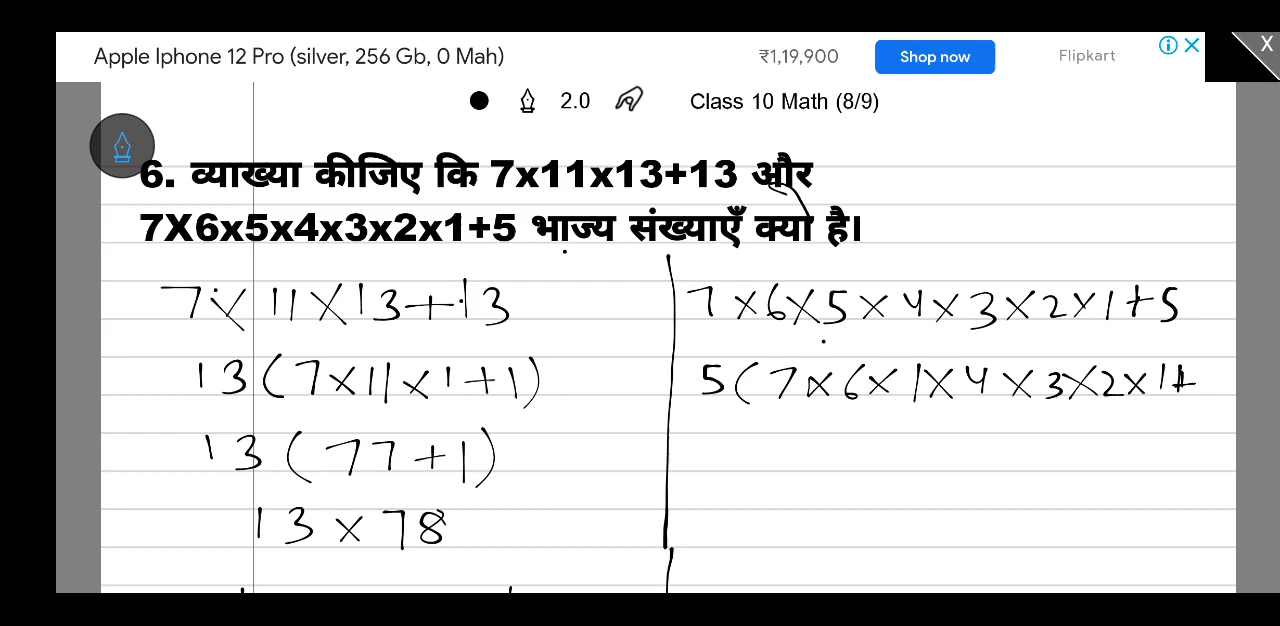 Apple Iphone 12 Pro (silver, 256 Gb, 0 Mah) ₹1,19,900 Shop now Flipkart X
2.0 Class 10 Math (8/9)
6. व्याख्या कीजिए कि 7x11x13+13 और
7X6x5x4x3x2x1+5 भाज्य संख्याएँ क्यों है।
7×11×13+13
13(7×11×1+1)
13(77+1)
13×78
7×6×5×4×3×2×1+5
5(7×6×1×4×3×2×1+